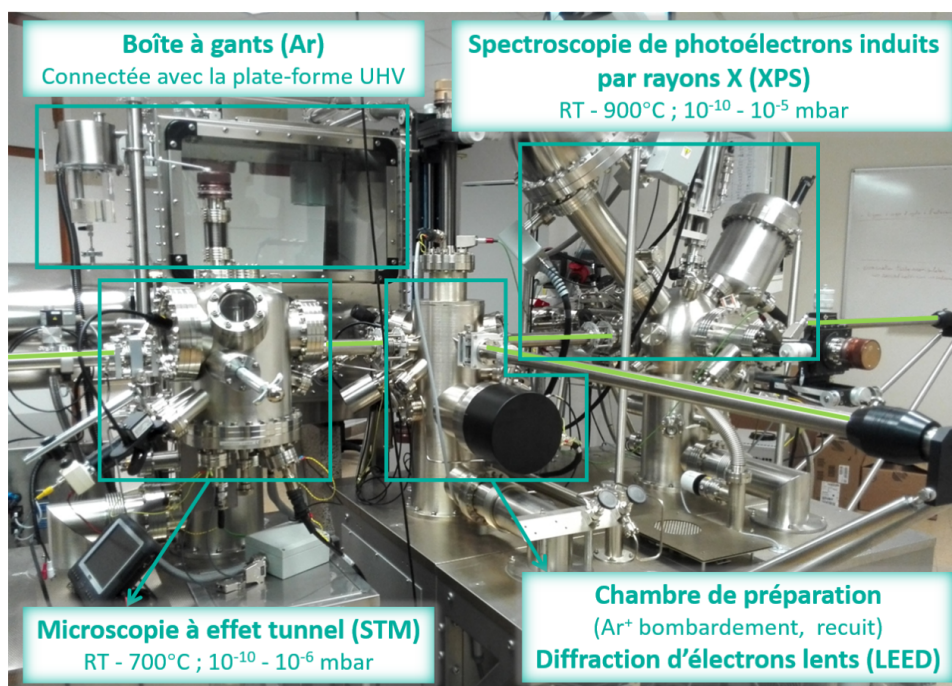 Boîte à gants (Ar)
Connectée avec la plate-forme UHV
Spectroscopie de photoélectrons induits
par rayons X (XPS)
RT - 900°C ; 10⁻¹⁰ - 10⁻⁵ mbar
Microscopie à effet tunnel (STM)
RT - 700°C ; 10⁻¹⁰ - 10⁻⁶ mbar
Chambre de préparation
(Ar⁺ bombardement, recuit)
Diffraction d’électrons lents (LEED)